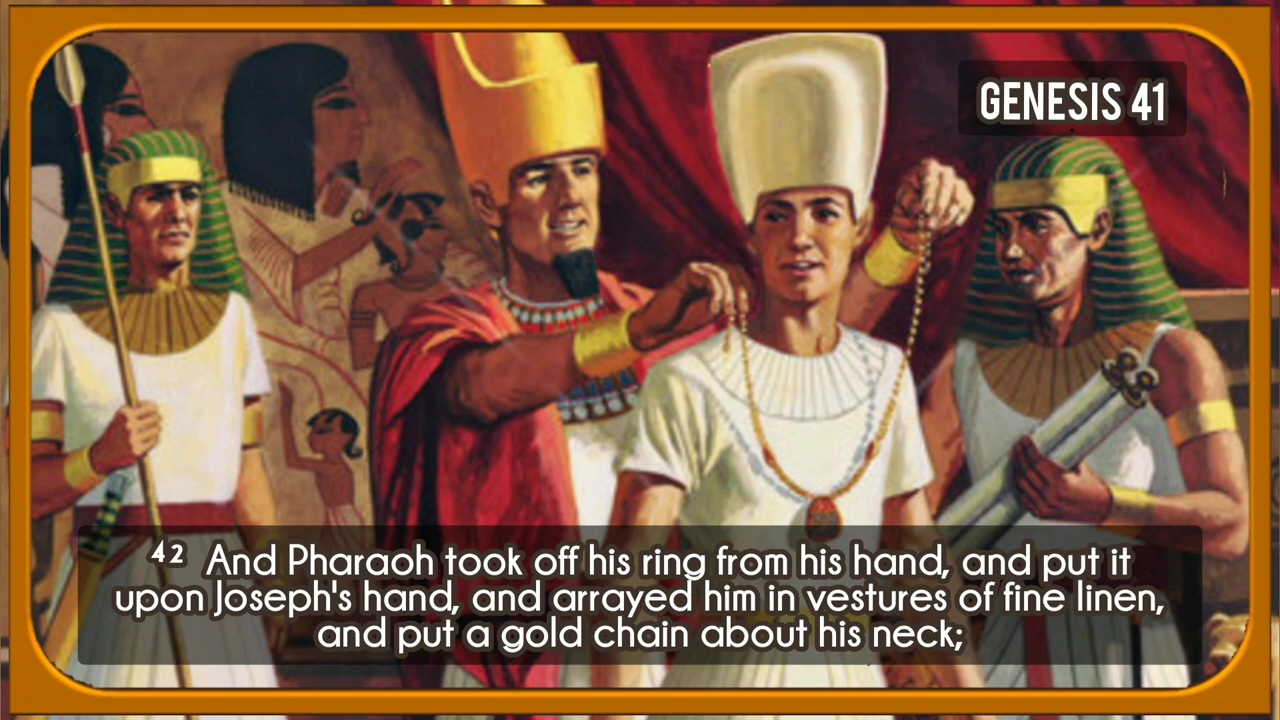 GENESIS 41
42 And Pharaoh took off his ring from his hand, and put it
upon Joseph's hand, and arrayed him in vestures of fine linen,
and put a gold chain about his neck;